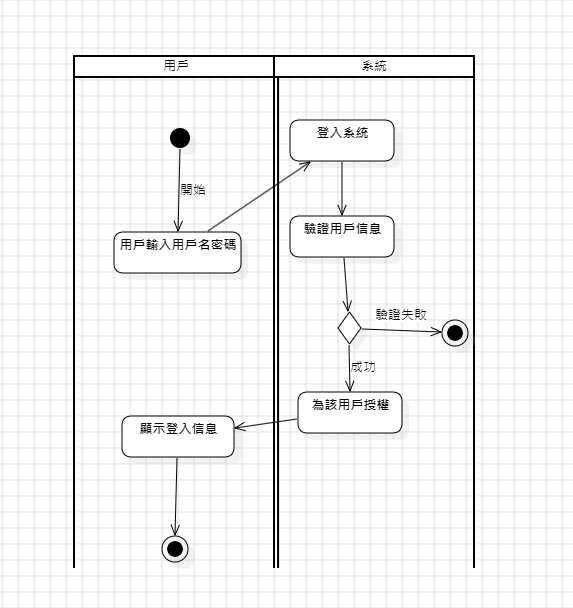 用戶
系統
登入系統
開始
驗證用戶信息
用戶輸入用戶名密碼
驗證失敗
成功
為該用戶授權
顯示登入信息